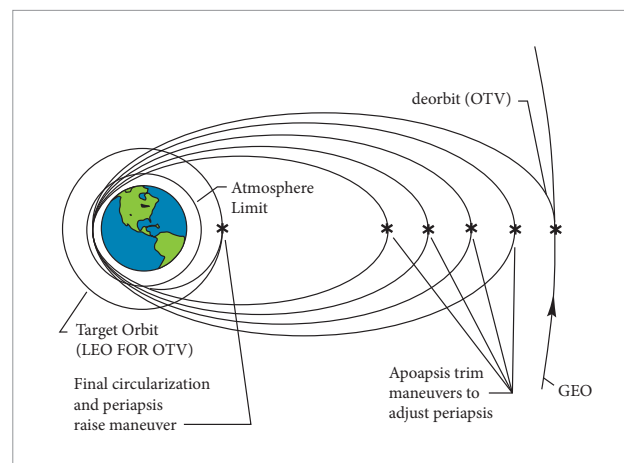 deorbit (OTV)
Atmosphere
Limit
Target Orbit
(LEO FOR OTV)
Final circularization
and periapsis
raise maneuver
Apoapsis trim
maneuvers to
adjust periapsis
GEO